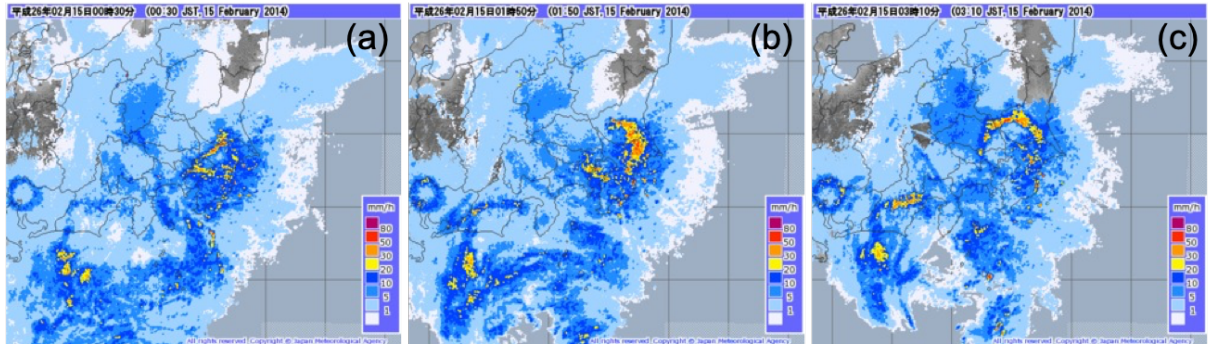 平成26年02月15日00時30分 (00:30 JST, 15 February 2014)
(a)
mm/h
80
50
30
20
10
5
1
All rights reserved. Copyright © Japan Meteorological Agency
平成26年02月15日01時50分 (01:50 JST, 15 February 2014)
(b)
mm/h
80
50
30
20
10
5
1
All rights reserved. Copyright © Japan Meteorological Agency
平成26年02月15日03時10分 (03:10 JST, 15 February 2014)
(c)
mm/h
80
50
30
20
10
5
1
All rights reserved. Copyright © Japan Meteorological Agency